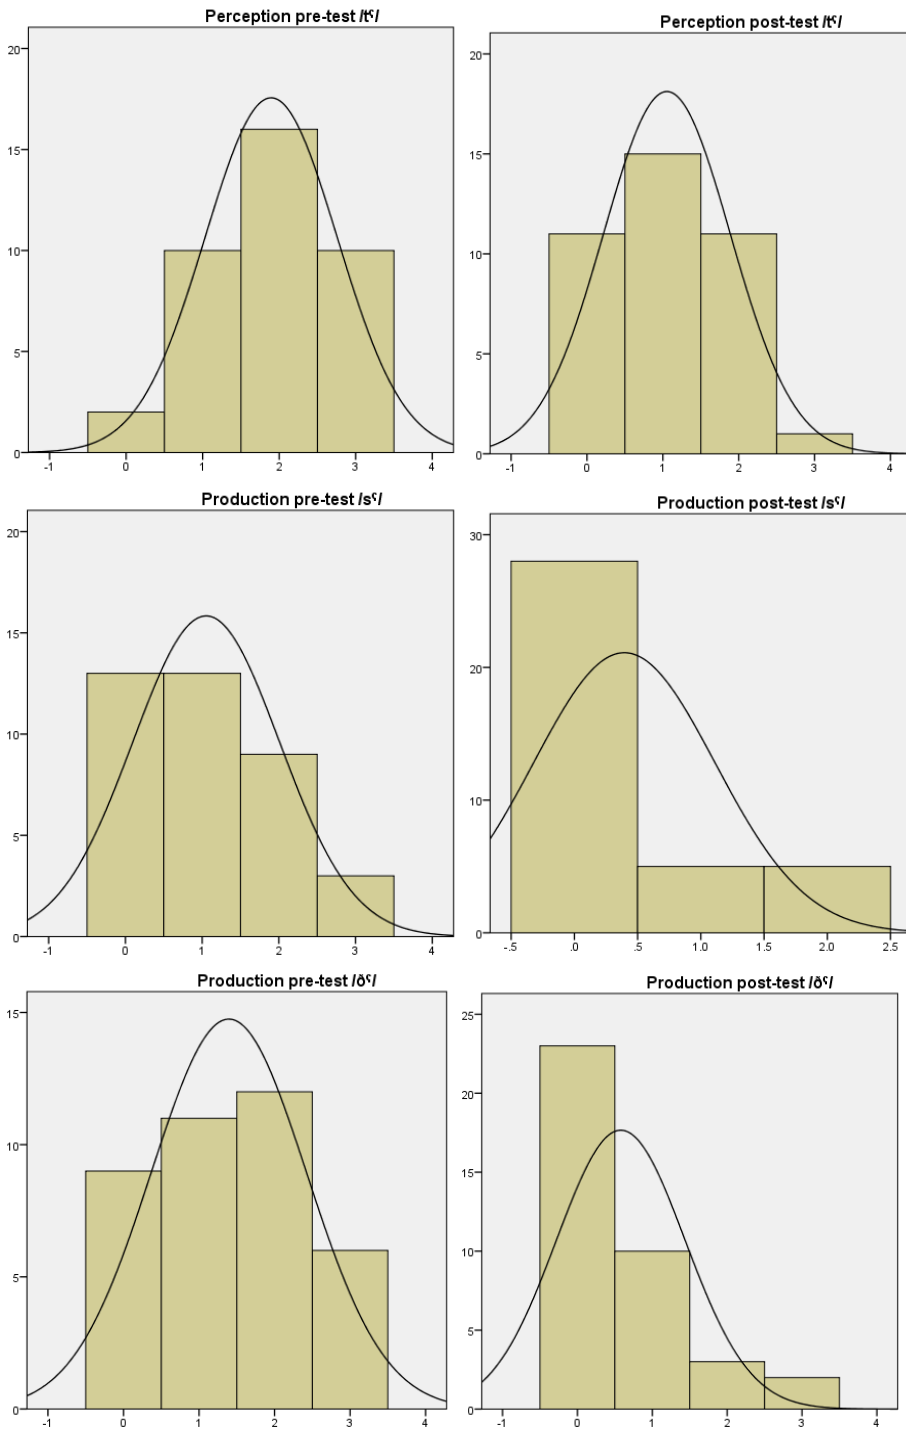 Perception pre-test /tˤ/
20
15
10
5
0
-1 0 1 2 3 4
Perception post-test /tˤ/
20
15
10
5
0
-1 0 1 2 3 4
Production pre-test /sˤ/
20
15
10
5
0
-1 0 1 2 3 4
Production post-test /sˤ/
30
20
10
0
-.5 .0 .5 1.0 1.5 2.0 2.5
Production pre-test /ðˤ/
15
10
5
0
-1 0 1 2 3 4
Production post-test /ðˤ/
25
20
15
10
5
0
-1 0 1 2 3 4